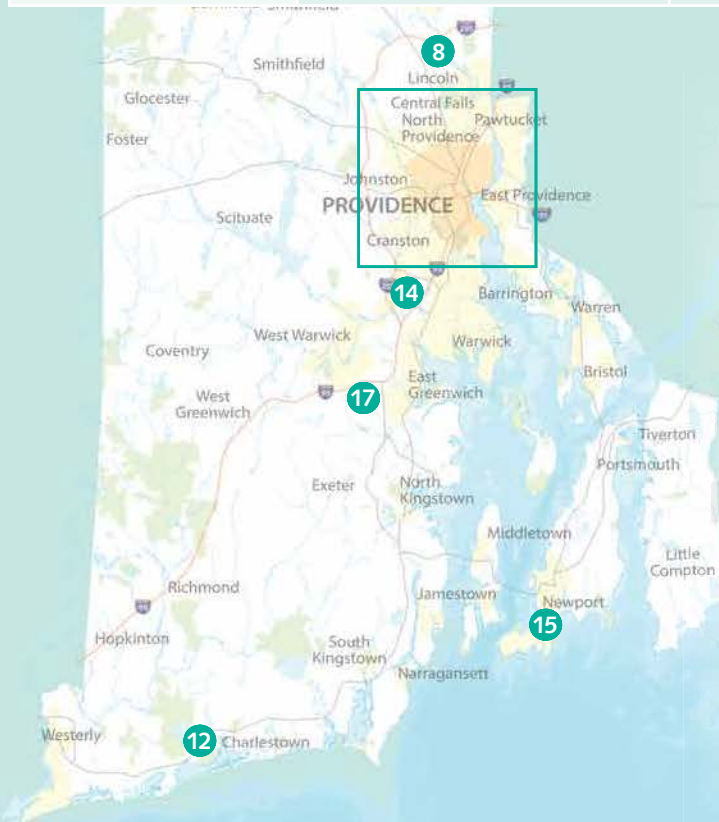 Smithfield
8
Lincoln
Glocester
Central Falls
North
Providence
Pawtucket
Foster
Johnston
East Providence
PROVIDENCE
Scituate
Cranston
14
Barrington
Warren
West Warwick
Warwick
Coventry
Bristol
East
Greenwich
West
Greenwich
17
Tiverton
Portsmouth
Exeter
North
Kingstown
Middletown
Little
Compton
Richmond
Jamestown
Newport
15
Hopkinton
South
Kingstown
Narragansett
Westerly
12
Charlestown